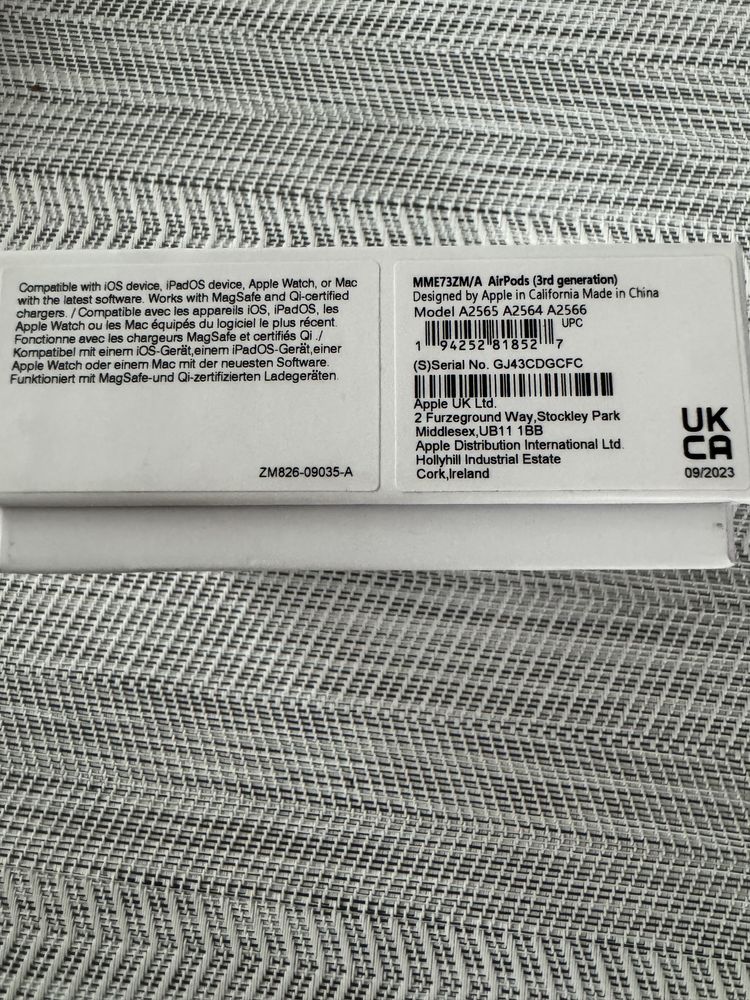 Compatible with iOS device, iPadOS device, Apple Watch, or Mac
with the latest software. Works with MagSafe and Qi-certified
chargers. / Compatible avec les appareils iOS, iPadOS, les
Apple Watch ou les Mac équipés du logiciel le plus récent.
Fonctionne avec les chargeurs MagSafe et certifiés Qi ./
Kompatibel mit einem iOS-Gerät,einem iPadOS-Gerät,einer
Apple Watch oder einem Mac mit der neuesten Software.
Funktioniert mit MagSafe-und Qi-zertifizierten Ladegeräten.
ZM826-09035-A
MME73ZM/A AirPods (3rd generation)
Designed by Apple in California Made in China
Model A2565 A2564 A2566
UPC
1 94252 81852 7
(S)Serial No. GJ43CDGCFC
Apple UK Ltd.
2 Furzeground Way,Stockley Park
Middlesex,UB11 1BB
Apple Distribution International Ltd.
Hollyhill Industrial Estate
Cork,Ireland
UK
CA
09/2023